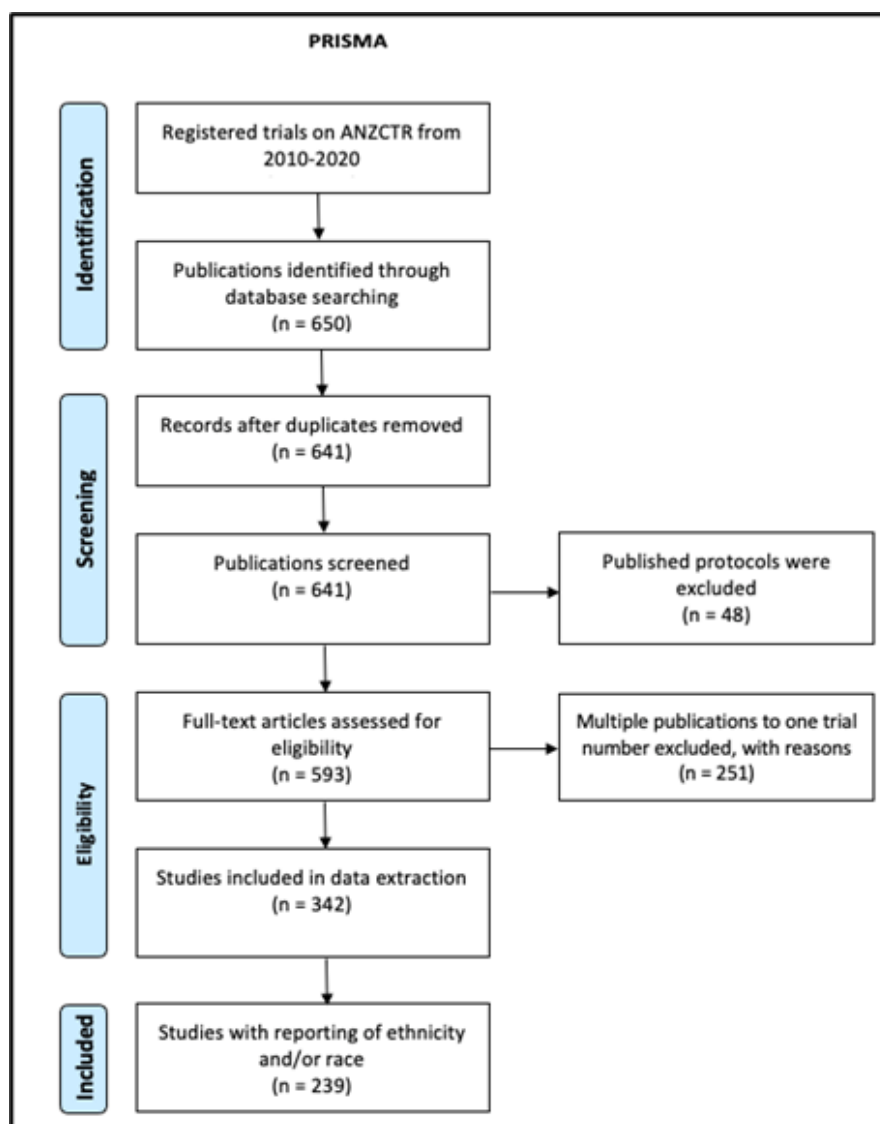 PRISMA
Identification
Registered trials on ANZCTR from
2010-2020
Publications identified through
database searching
(n = 650)
Screening
Records after duplicates removed
(n = 641)
Publications screened
(n = 641)
Published protocols were
excluded
(n = 48)
Eligibility
Full-text articles assessed for
eligibility
(n = 593)
Multiple publications to one trial
number excluded, with reasons
(n = 251)
Studies included in data extraction
(n = 342)
Included
Studies with reporting of ethnicity
and/or race
(n = 239)